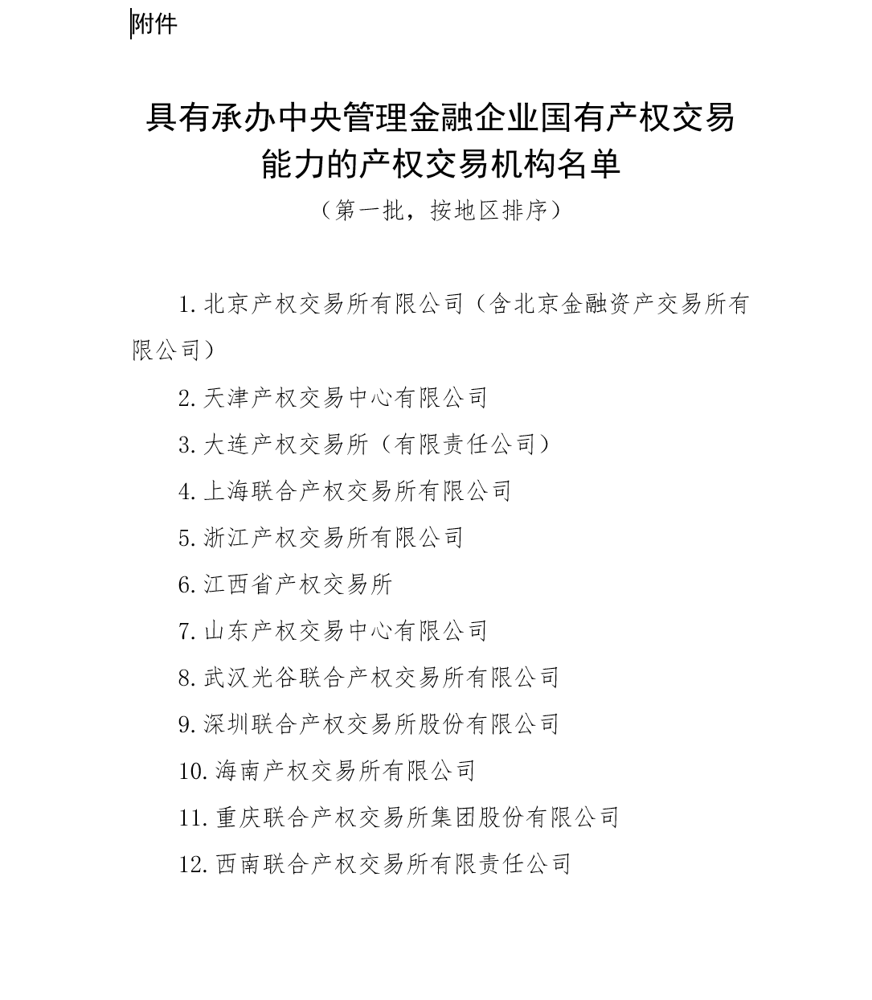 附件
具有承办中央管理金融企业国有产权交易
能力的产权交易机构名单
（第一批，按地区排序）
1.北京产权交易所有限公司（含北京金融资产交易所有
限公司）
2.天津产权交易中心有限公司
3.大连产权交易所（有限责任公司）
4.上海联合产权交易所有限公司
5.浙江产权交易所有限公司
6.江西省产权交易所
7.山东产权交易中心有限公司
8.武汉光谷联合产权交易所有限公司
9.深圳联合产权交易所股份有限公司
10.海南产权交易所有限公司
11.重庆联合产权交易所集团股份有限公司
12.西南联合产权交易所有限责任公司